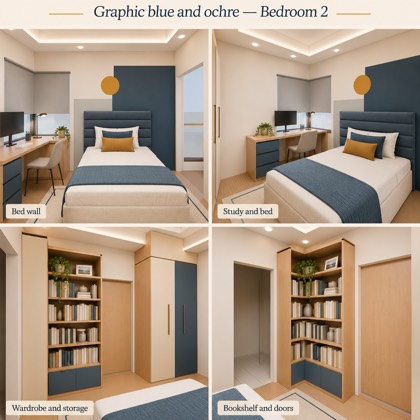 Graphic blue and ochre — Bedroom 2
Bed wall
Study and bed
Wardrobe and storage
Bookshelf and doors